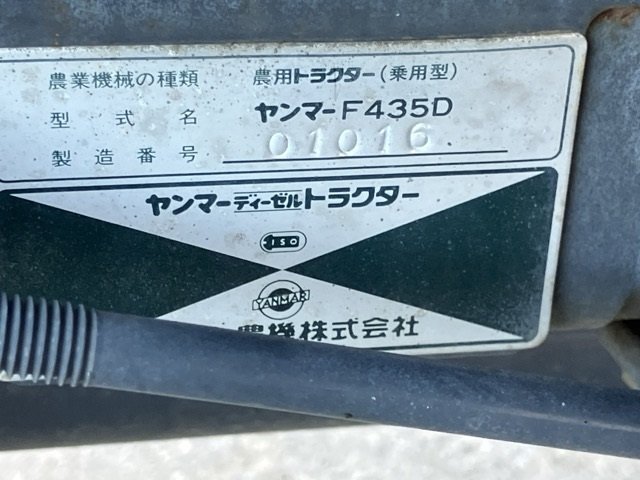 農業機械の種類 農用トラクター(乗用型)
型式名 ヤンマーF435D
製造番号 01016
ヤンマーディーゼルトラクター
ISO
YANMAR
農機株式会社